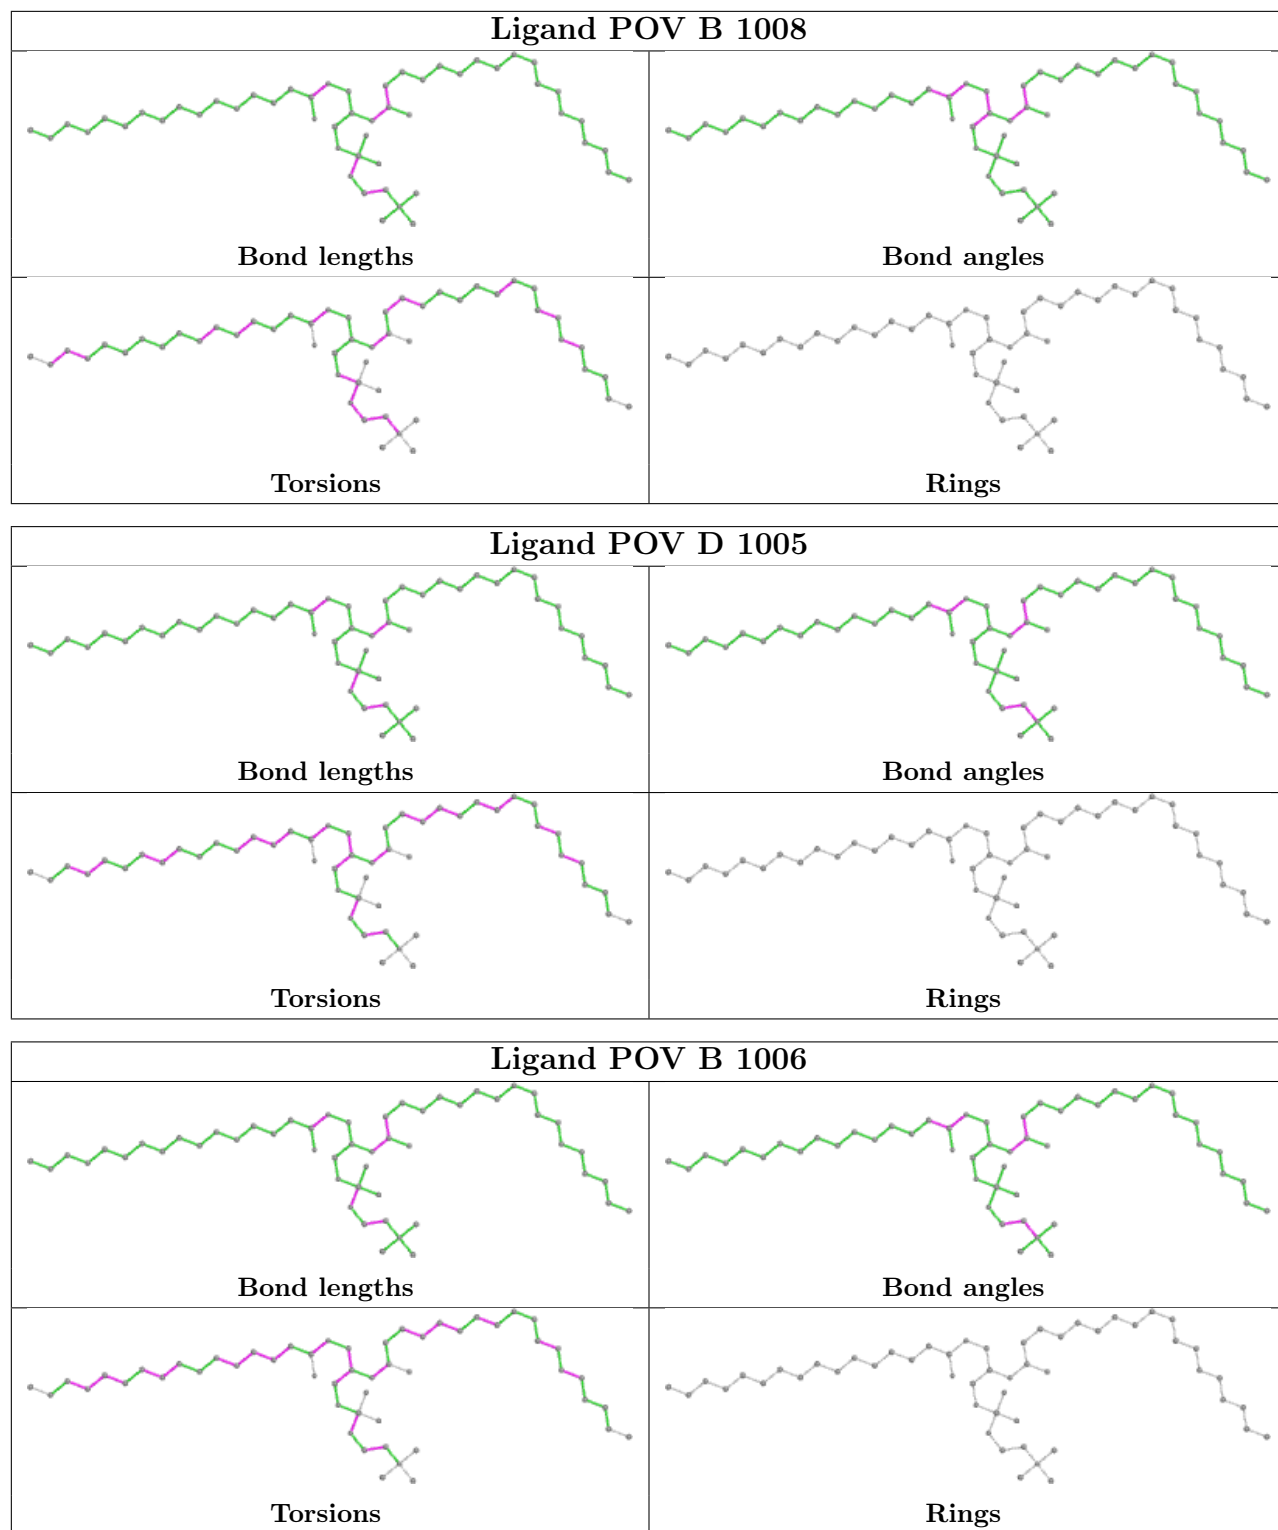 Ligand POV B 1008
Bond lengths
Bond angles
Torsions
Rings
Ligand POV D 1005
Bond lengths
Bond angles
Torsions
Rings
Ligand POV B 1006
Bond lengths
Bond angles
Torsions
Rings